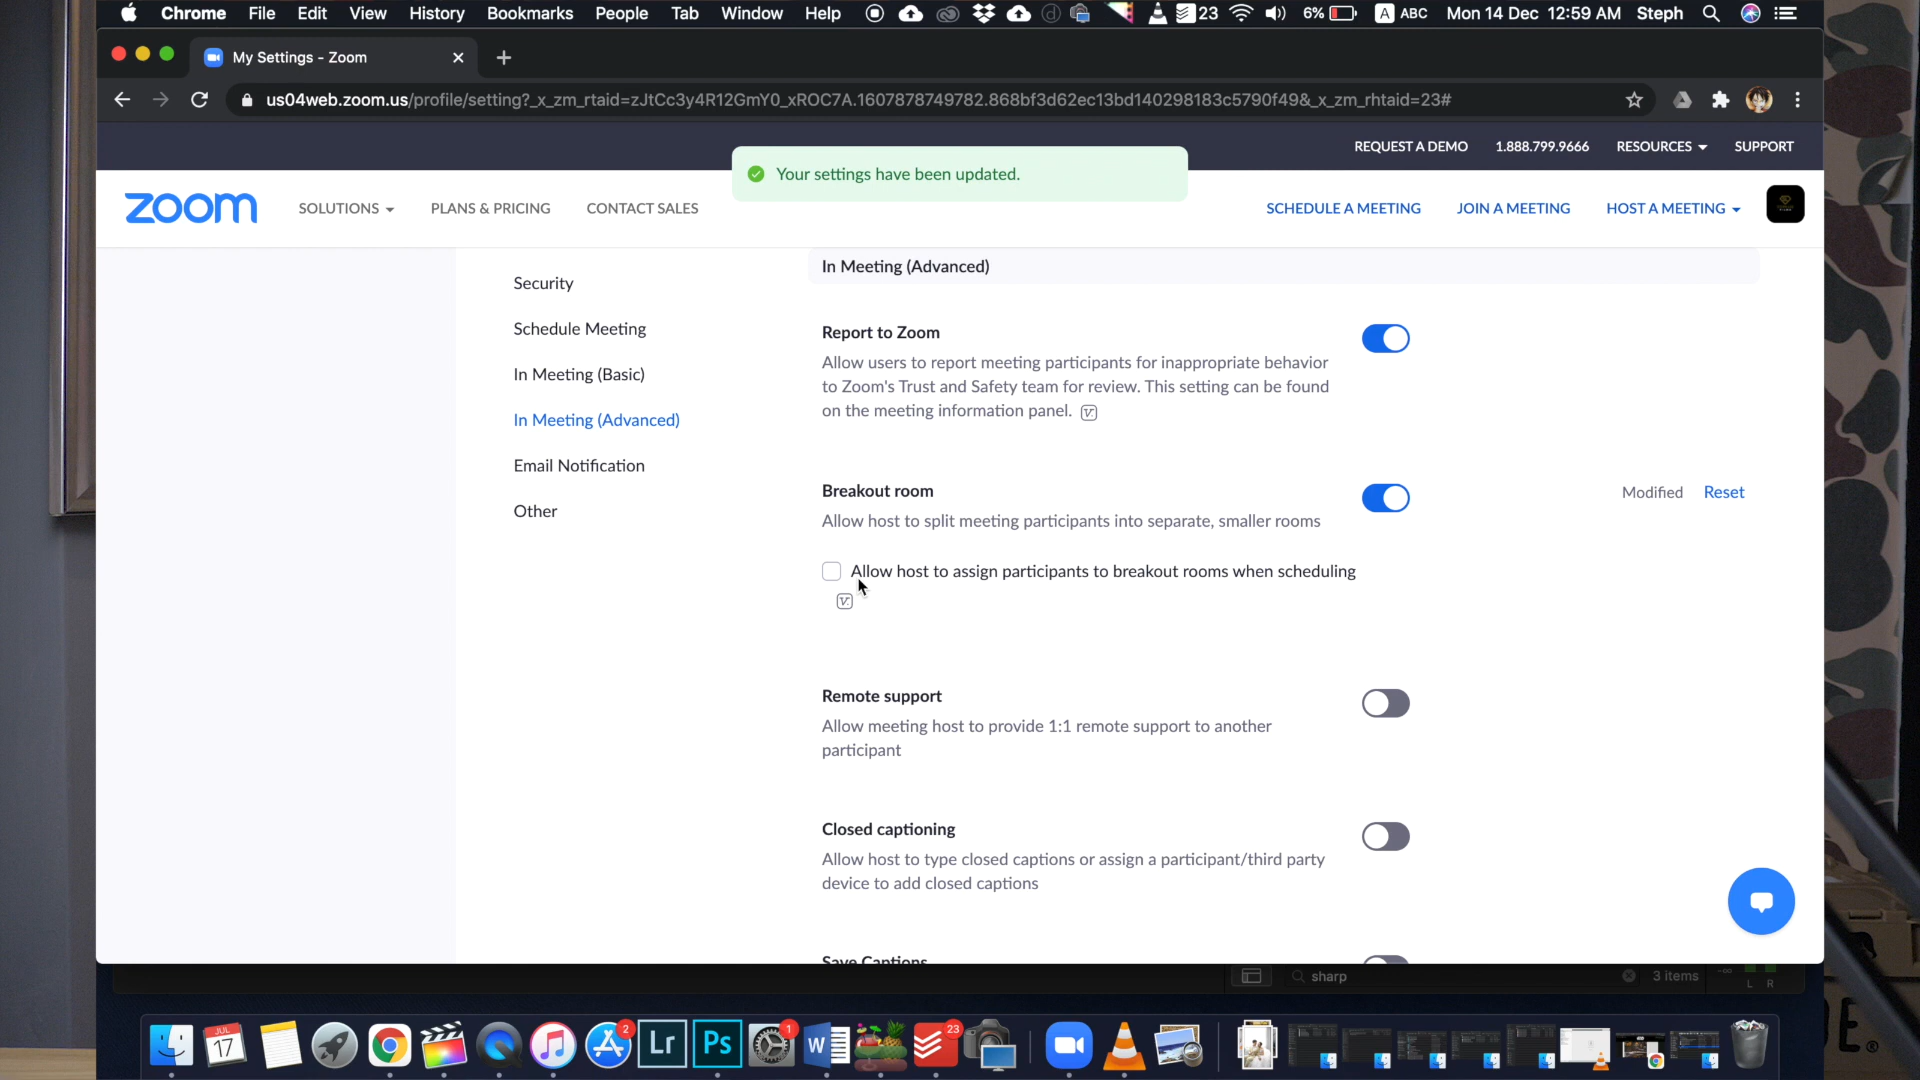 Chrome File Edit View History Bookmarks People Tab Window Help 23 6% A ABC Mon 14 Dec 12:59 AM Steph
My Settings - Zoom
us04web.zoom.us/profile/setting?_x_zm_rtaid=zJtCc3y4R12GmY0_xROC7A.1607878749782.868bf3d62ec13bd140298183c5790f49&_x_zm_rhtaid=23#
REQUEST A DEMO 1.888.799.9666 RESOURCES SUPPORT
Your settings have been updated.
zoom SOLUTIONS PLANS & PRICING CONTACT SALES SCHEDULE A MEETING JOIN A MEETING HOST A MEETING
Security
Schedule Meeting
In Meeting (Basic)
In Meeting (Advanced)
Email Notification
Other
In Meeting (Advanced)
Report to Zoom
Allow users to report meeting participants for inappropriate behavior
to Zoom's Trust and Safety team for review. This setting can be found
on the meeting information panel.
Breakout room
Modified Reset
Allow host to split meeting participants into separate, smaller rooms
Allow host to assign participants to breakout rooms when scheduling
Remote support
Allow meeting host to provide 1:1 remote support to another
participant
Closed captioning
Allow host to type closed captions or assign a participant/third party
device to add closed captions
Save Captions
sharp 3 items
L R
JUL
17
2
Lr
Ps
1
W
23